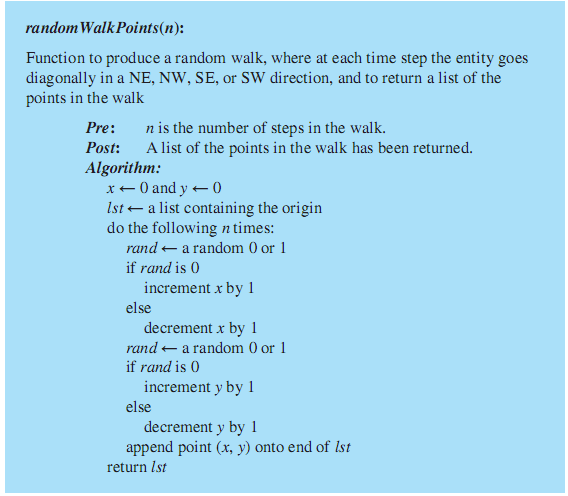 randomWalkPoints(n):
Function to produce a random walk, where at each time step the entity goes
diagonally in a NE, NW, SE, or SW direction, and to return a list of the
points in the walk
Pre: n is the number of steps in the walk.
Post: A list of the points in the walk has been returned.
Algorithm:
x ← 0 and y ← 0
lst ← a list containing the origin
do the following n times:
rand ← a random 0 or 1
if rand is 0
increment x by 1
else
decrement x by 1
rand ← a random 0 or 1
if rand is 0
increment y by 1
else
decrement y by 1
append point (x, y) onto end of lst
return lst